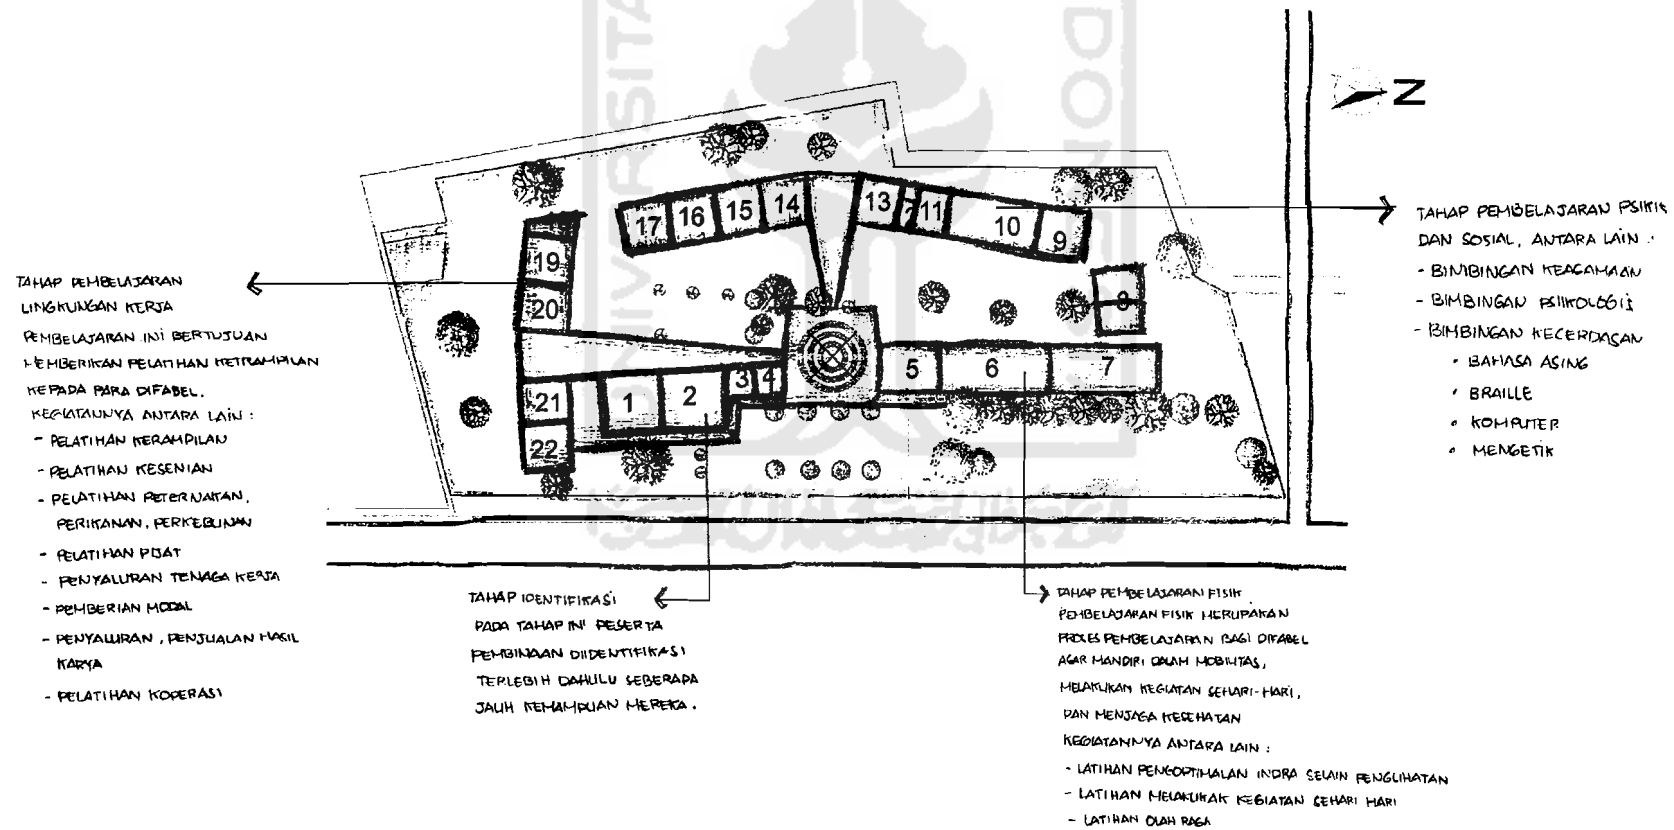 UNIVERSITA
DON
N
TAHAP PEMBELAJARAN
LINGKUNGAN KERJA
PEMBELAJARAN INI BERTUJUAN
MEMBERIKAN PELATIHAN KETRAMPILAN
KEPADA PARA DIFABEL.
KEGIATANNYA ANTARA LAIN :
- PELATIHAN KERAMPILAN
- PELATIHAN KESENIAN
- PELATIHAN PETERNAKAN,
PERIKANAN, PERKEBUNAN
- PELATIHAN PIJAT
- PENYALURAN TENAGA KERJA
- PEMBERIAN MODAL
- PENYALURAN, PENJUALAN HASIL
KARYA
- PELATIHAN KOPERASI
17 16 15 14 13 11 10 9
19
20
8
1 2 3 4 5 6 7
21
22
TAHAP IDENTIFIKASI
PADA TAHAP INI PESERTA
PEMBINAAN DIIDENTIFIKASI
TERLEBIH DAHULU SEBERAPA
JAUH KEMAMPUAN MEREKA.
TAHAP PEMBELAJARAN FISIK
PEMBELAJARAN FISIK MERUPAKAN
PROSES PEMBELAJARAN BAGI DIFABEL
AGAR MANDIRI DALAM MOBILITAS,
MELAKUKAN KEGIATAN SEHARI-HARI,
DAN MENJAGA KESEHATAN
KEGIATANNYA ANTARA LAIN :
- LATIHAN PENGOPTIMALAN INDRA SELAIN PENGLIHATAN
- LATIHAN MELAKUKAK KEGIATAN SEHARI HARI
- LATIHAN OLAH RAGA
TAHAP PEMBELAJARAN PSIKIK
DAN SOSIAL, ANTARA LAIN :
- BIMBINGAN KEAGAMAAN
- BIMBINGAN PSIKOLOGIS
- BIMBINGAN KECERDASAN
• BAHASA ASING
• BRAILLE
• KOMPUTER
• MENGETIK